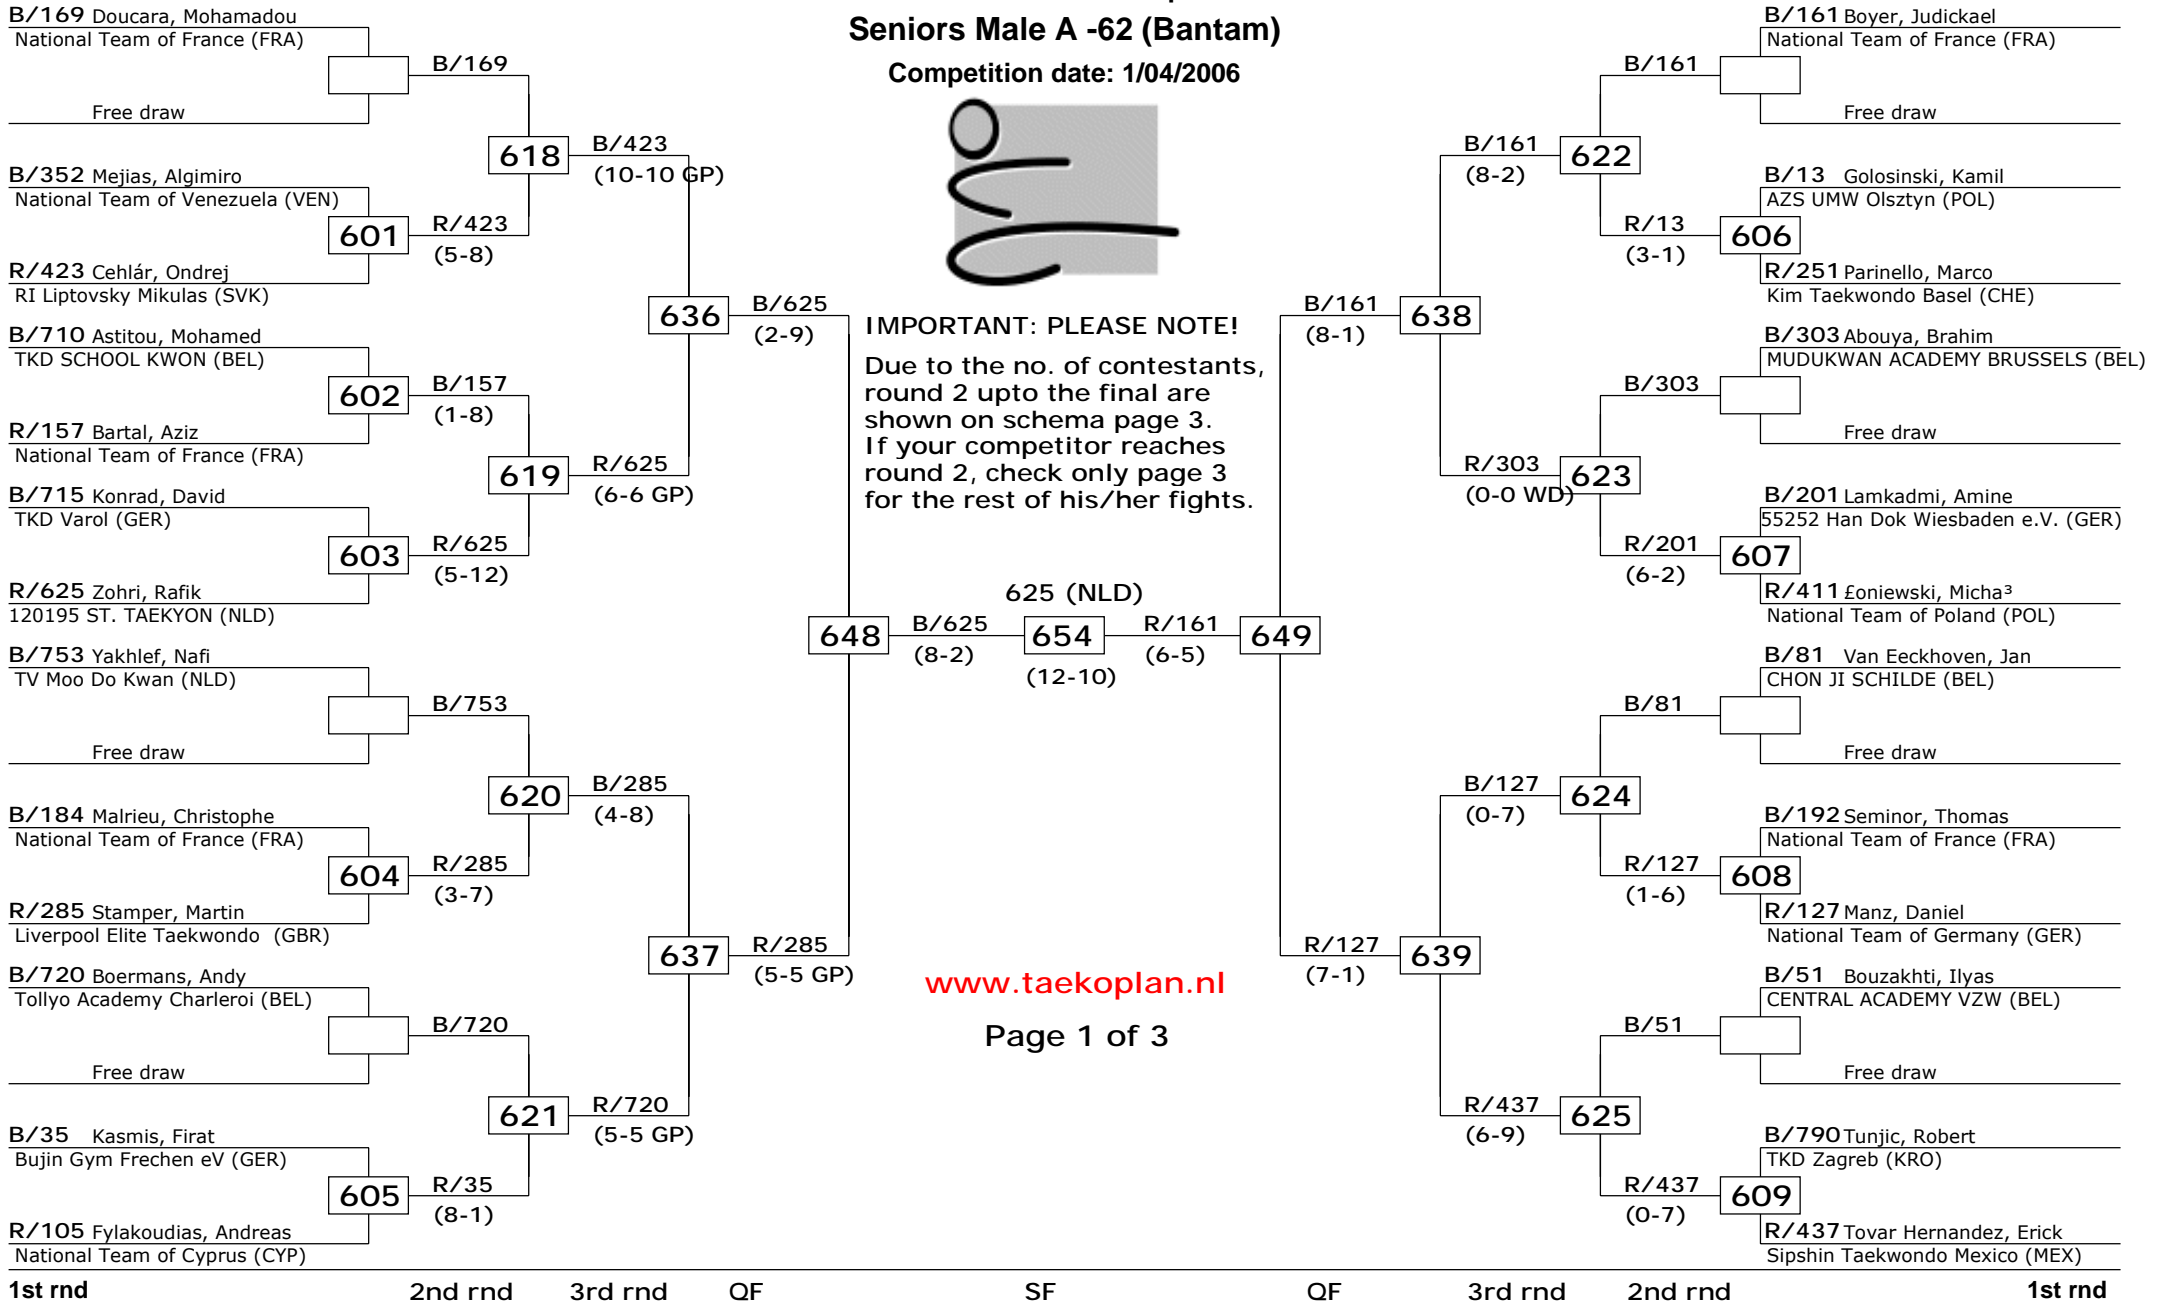 Seniors Male A -62 (Bantam)
Competition date: 1/04/2006
B/169 Doucara, Mohamadou
National Team of France (FRA)
Free draw
B/352 Mejias, Algimiro
National Team of Venezuela (VEN)
R/423 Cehlár, Ondrej
RI Liptovsky Mikulas (SVK)
B/710 Astitou, Mohamed
TKD SCHOOL KWON (BEL)
R/157 Bartal, Aziz
National Team of France (FRA)
B/715 Konrad, David
TKD Varol (GER)
R/625 Zohri, Rafik
120195 ST. TAEKYON (NLD)
B/753 Yakhlef, Nafi
TV Moo Do Kwan (NLD)
Free draw
B/184 Malrieu, Christophe
National Team of France (FRA)
R/285 Stamper, Martin
Liverpool Elite Taekwondo (GBR)
B/720 Boermans, Andy
Tollyo Academy Charleroi (BEL)
Free draw
B/35 Kasmis, Firat
Bujin Gym Frechen eV (GER)
R/105 Fylakoudias, Andreas
National Team of Cyprus (CYP)
601
602
603
604
605
B/169
R/423
(5-8)
B/157
(1-8)
R/625
(5-12)
B/753
R/285
(3-7)
B/720
R/35
(8-1)
618
619
620
621
B/423
(10-10 GP)
R/625
(6-6 GP)
B/285
(4-8)
R/720
(5-5 GP)
636
637
B/625
(2-9)
R/285
(5-5 GP)
IMPORTANT: PLEASE NOTE!
Due to the no. of contestants,
round 2 upto the final are
shown on schema page 3.
If your competitor reaches
round 2, check only page 3
for the rest of his/her fights.
625 (NLD)
648
B/625
(8-2)
654
(12-10)
R/161
(6-5)
649
www.taekoplan.nl
Page 1 of 3
B/161
(8-1)
R/127
(7-1)
638
639
B/161
(8-2)
R/303
(0-0 WD)
B/127
(0-7)
R/437
(6-9)
622
623
624
625
B/161
R/13
(3-1)
B/303
R/201
(6-2)
B/81
R/127
(1-6)
B/51
R/437
(0-7)
606
607
608
609
B/161 Boyer, Judickael
National Team of France (FRA)
Free draw
B/13 Golosinski, Kamil
AZS UMW Olsztyn (POL)
R/251 Parinello, Marco
Kim Taekwondo Basel (CHE)
B/303 Abouya, Brahim
MUDUKWAN ACADEMY BRUSSELS (BEL)
Free draw
B/201 Lamkadmi, Amine
55252 Han Dok Wiesbaden e.V. (GER)
R/411 £oniewski, Micha³
National Team of Poland (POL)
B/81 Van Eeckhoven, Jan
CHON JI SCHILDE (BEL)
Free draw
B/192 Seminor, Thomas
National Team of France (FRA)
R/127 Manz, Daniel
National Team of Germany (GER)
B/51 Bouzakhti, Ilyas
CENTRAL ACADEMY VZW (BEL)
Free draw
B/790 Tunjic, Robert
TKD Zagreb (KRO)
R/437 Tovar Hernandez, Erick
Sipshin Taekwondo Mexico (MEX)
1st rnd 2nd rnd 3rd rnd QF SF QF 3rd rnd 2nd rnd 1st rnd